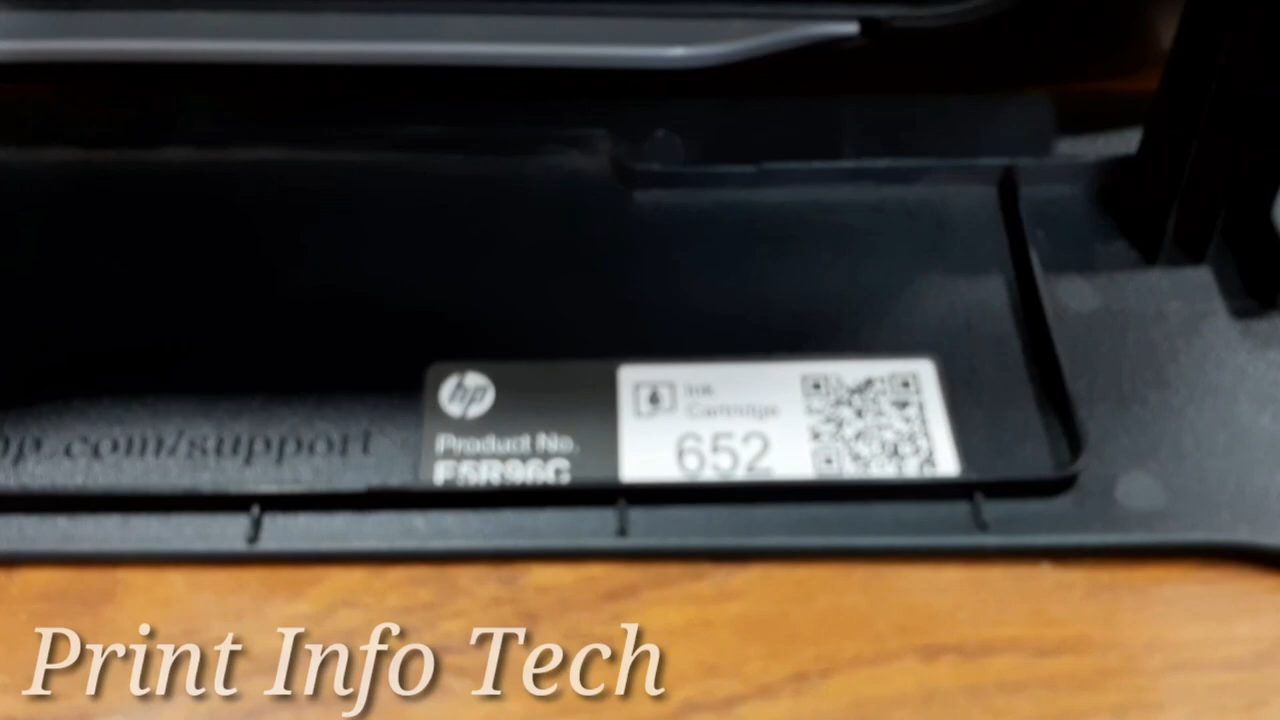 hp
Product No.
F5R96C
Ink
Cartridge
652
hp.com/support
Print Info Tech